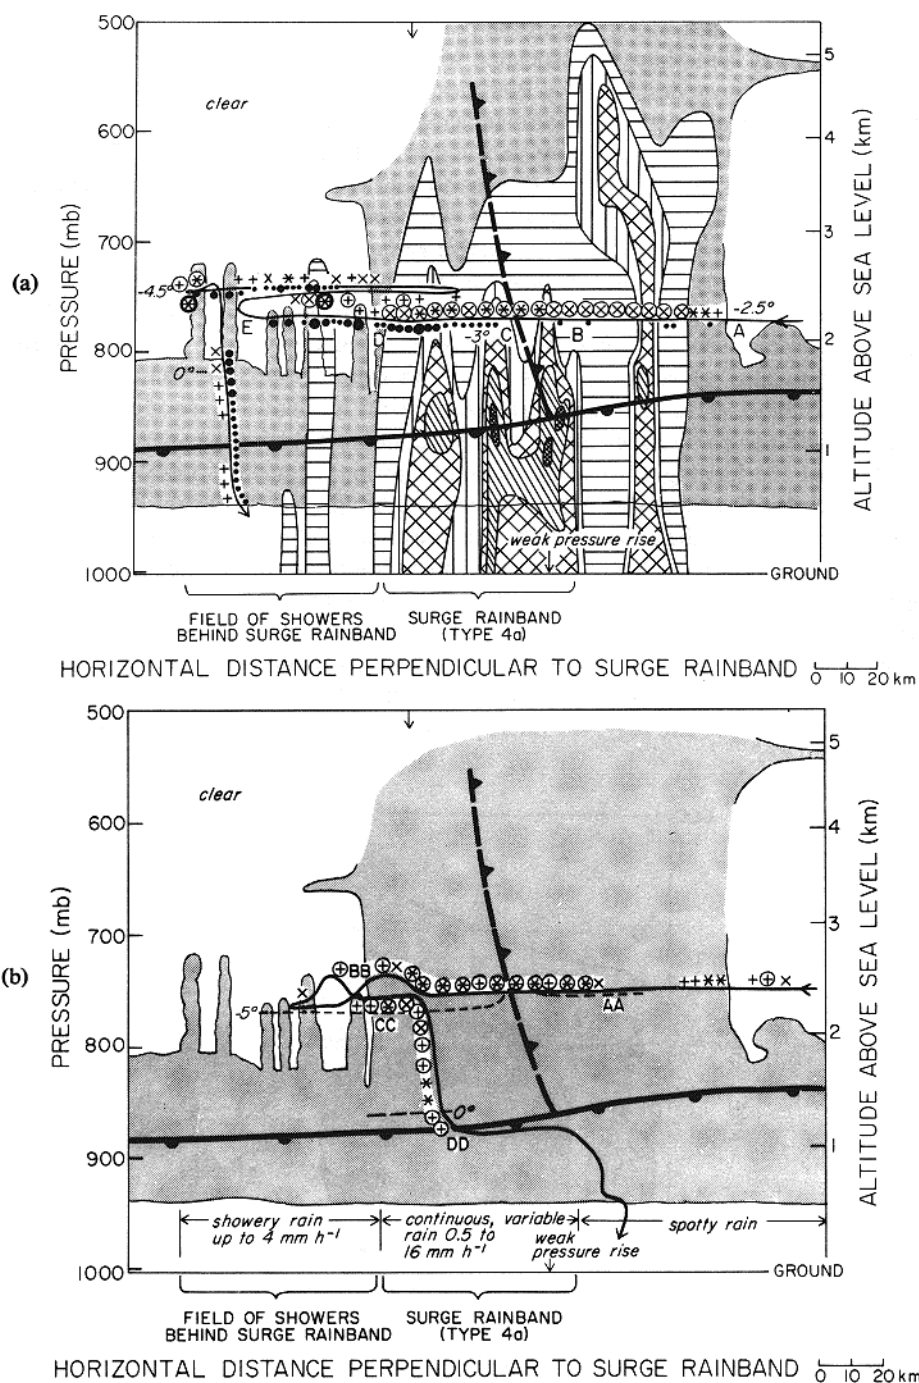 (a)
PRESSURE (mb)
500
600
700
800
900
1000
clear
-4.5°
0°
E
D
-3°
C
B
A
-2.5°
weak pressure rise
GROUND
5
4
3
2
1
ALTITUDE ABOVE SEA LEVEL (km)
FIELD OF SHOWERS
BEHIND SURGE RAINBAND
SURGE RAINBAND
(TYPE 4a)
HORIZONTAL DISTANCE PERPENDICULAR TO SURGE RAINBAND
0 10 20 km
(b)
PRESSURE (mb)
500
600
700
800
900
1000
clear
BB
-5°
CC
AA
0°
DD
showery rain
up to 4 mm h⁻¹
continuous, variable
rain 0.5 to
16 mm h⁻¹
weak
pressure rise
spotty rain
GROUND
5
4
3
2
1
ALTITUDE ABOVE SEA LEVEL (km)
FIELD OF SHOWERS
BEHIND SURGE RAINBAND
SURGE RAINBAND
(TYPE 4a)
HORIZONTAL DISTANCE PERPENDICULAR TO SURGE RAINBAND
0 10 20 km